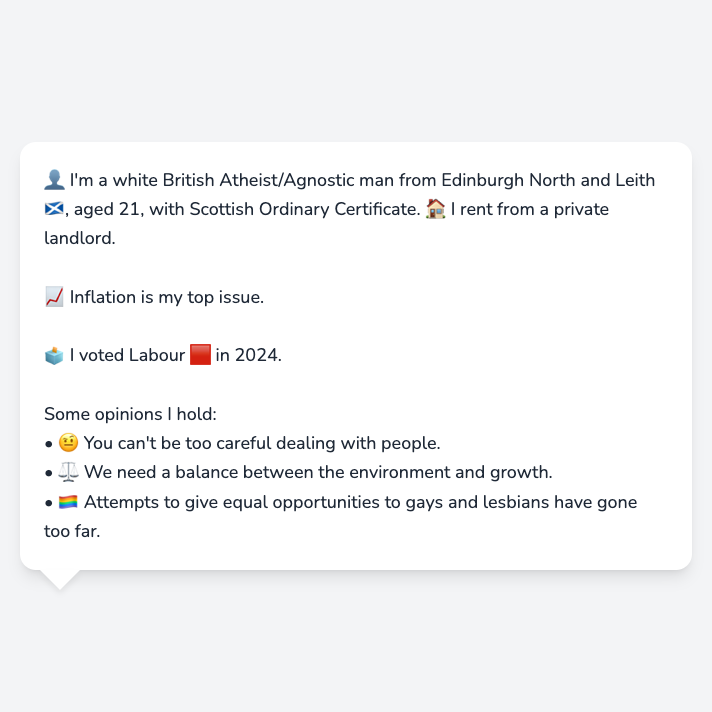 👤 I'm a white British Atheist/Agnostic man from Edinburgh North and Leith
🏴󠁧󠁢󠁳󠁣󠁴󠁿, aged 21, with Scottish Ordinary Certificate. 🏠 I rent from a private
landlord.
📈 Inflation is my top issue.
🗳️ I voted Labour 🟥 in 2024.
Some opinions I hold:
• 🤨 You can't be too careful dealing with people.
• ⚖️ We need a balance between the environment and growth.
• 🏳️‍🌈 Attempts to give equal opportunities to gays and lesbians have gone
too far.